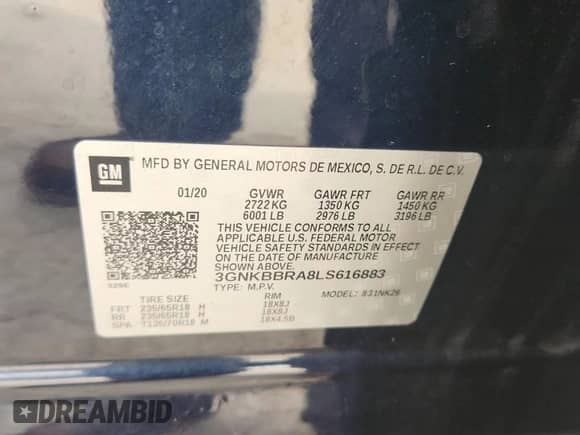 GM
MFD BY GENERAL MOTORS DE MEXICO, S. DE R.L. DE C.V.
01/20 GVWR GAWR FRT GAWR RR
2722 KG 1350 KG 1450 KG
6001 LB 2976 LB 3196 LB
THIS VEHICLE CONFORMS TO ALL
APPLICABLE U.S. FEDERAL MOTOR
VEHICLE SAFETY STANDARDS IN EFFECT
ON THE DATE OF MANUFACTURE
SHOWN ABOVE.
3GNKBBRA8LS616883
TYPE: M.P.V. MODEL: 831NK26
TIRE SIZE RIM
FRT 235/65R18 H 18X8J
RR 235/65R18 H 18X8J
SPA T135/70R18 M 18X4.5B
DREAMBID